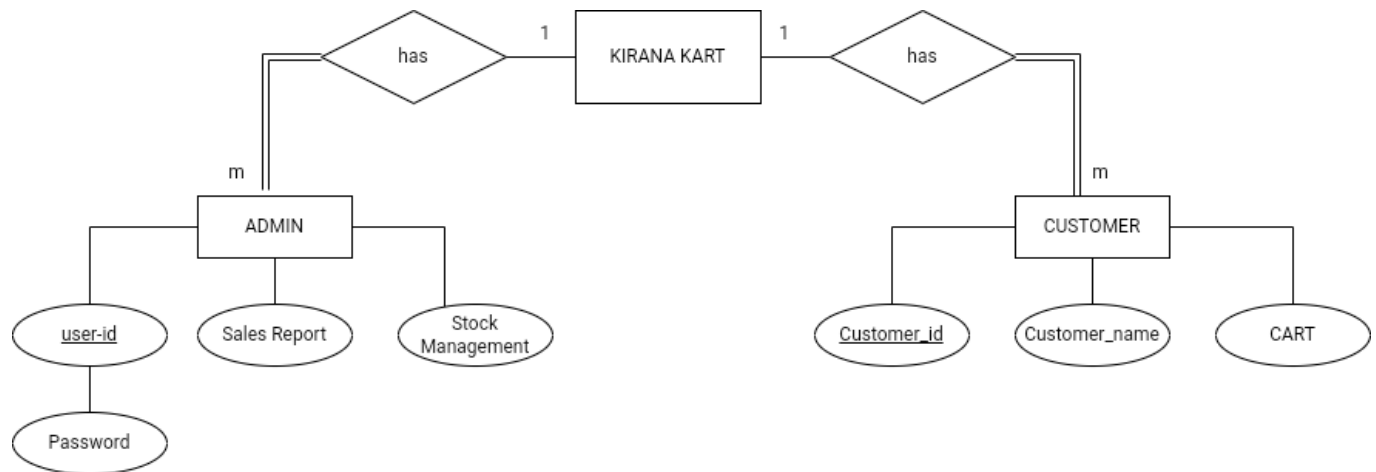 has
1
KIRANA KART
1
has
m
m
ADMIN
CUSTOMER
user-id
Sales Report
Stock
Management
Customer_id
Customer_name
CART
Password